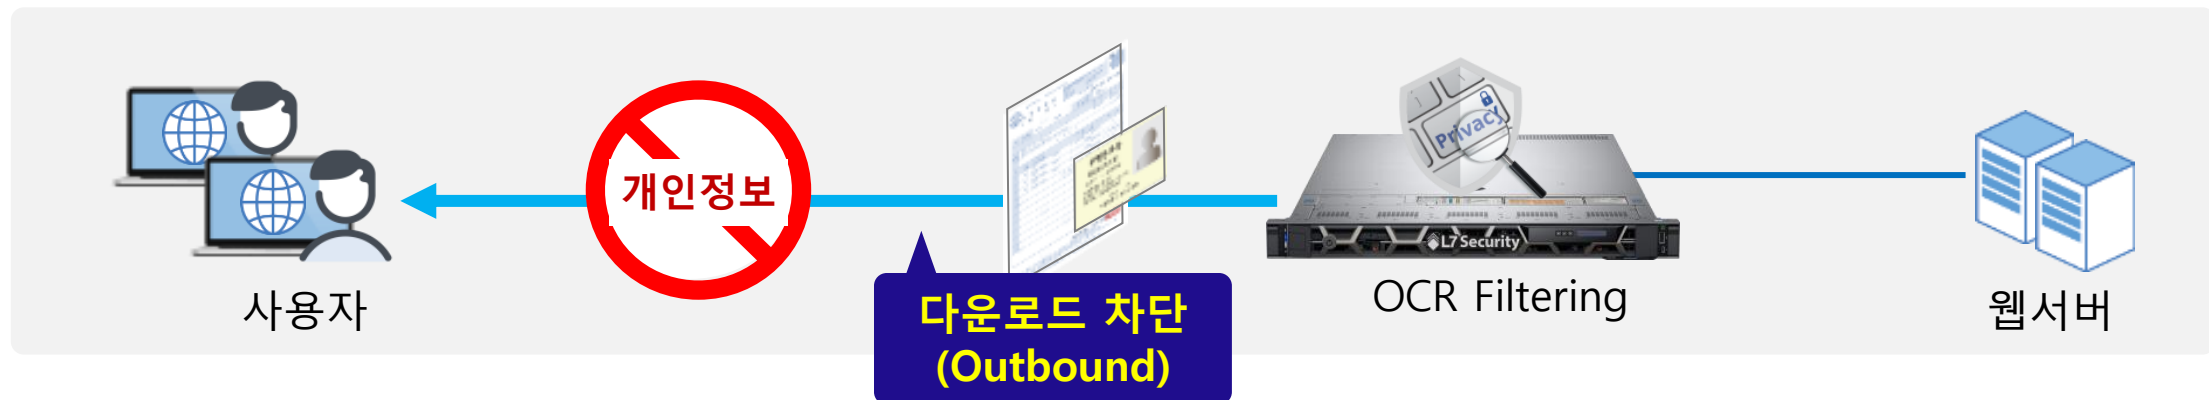 개인정보
Privacy
L7 Security
사용자
다운로드 차단
(Outbound)
OCR Filtering
웹서버